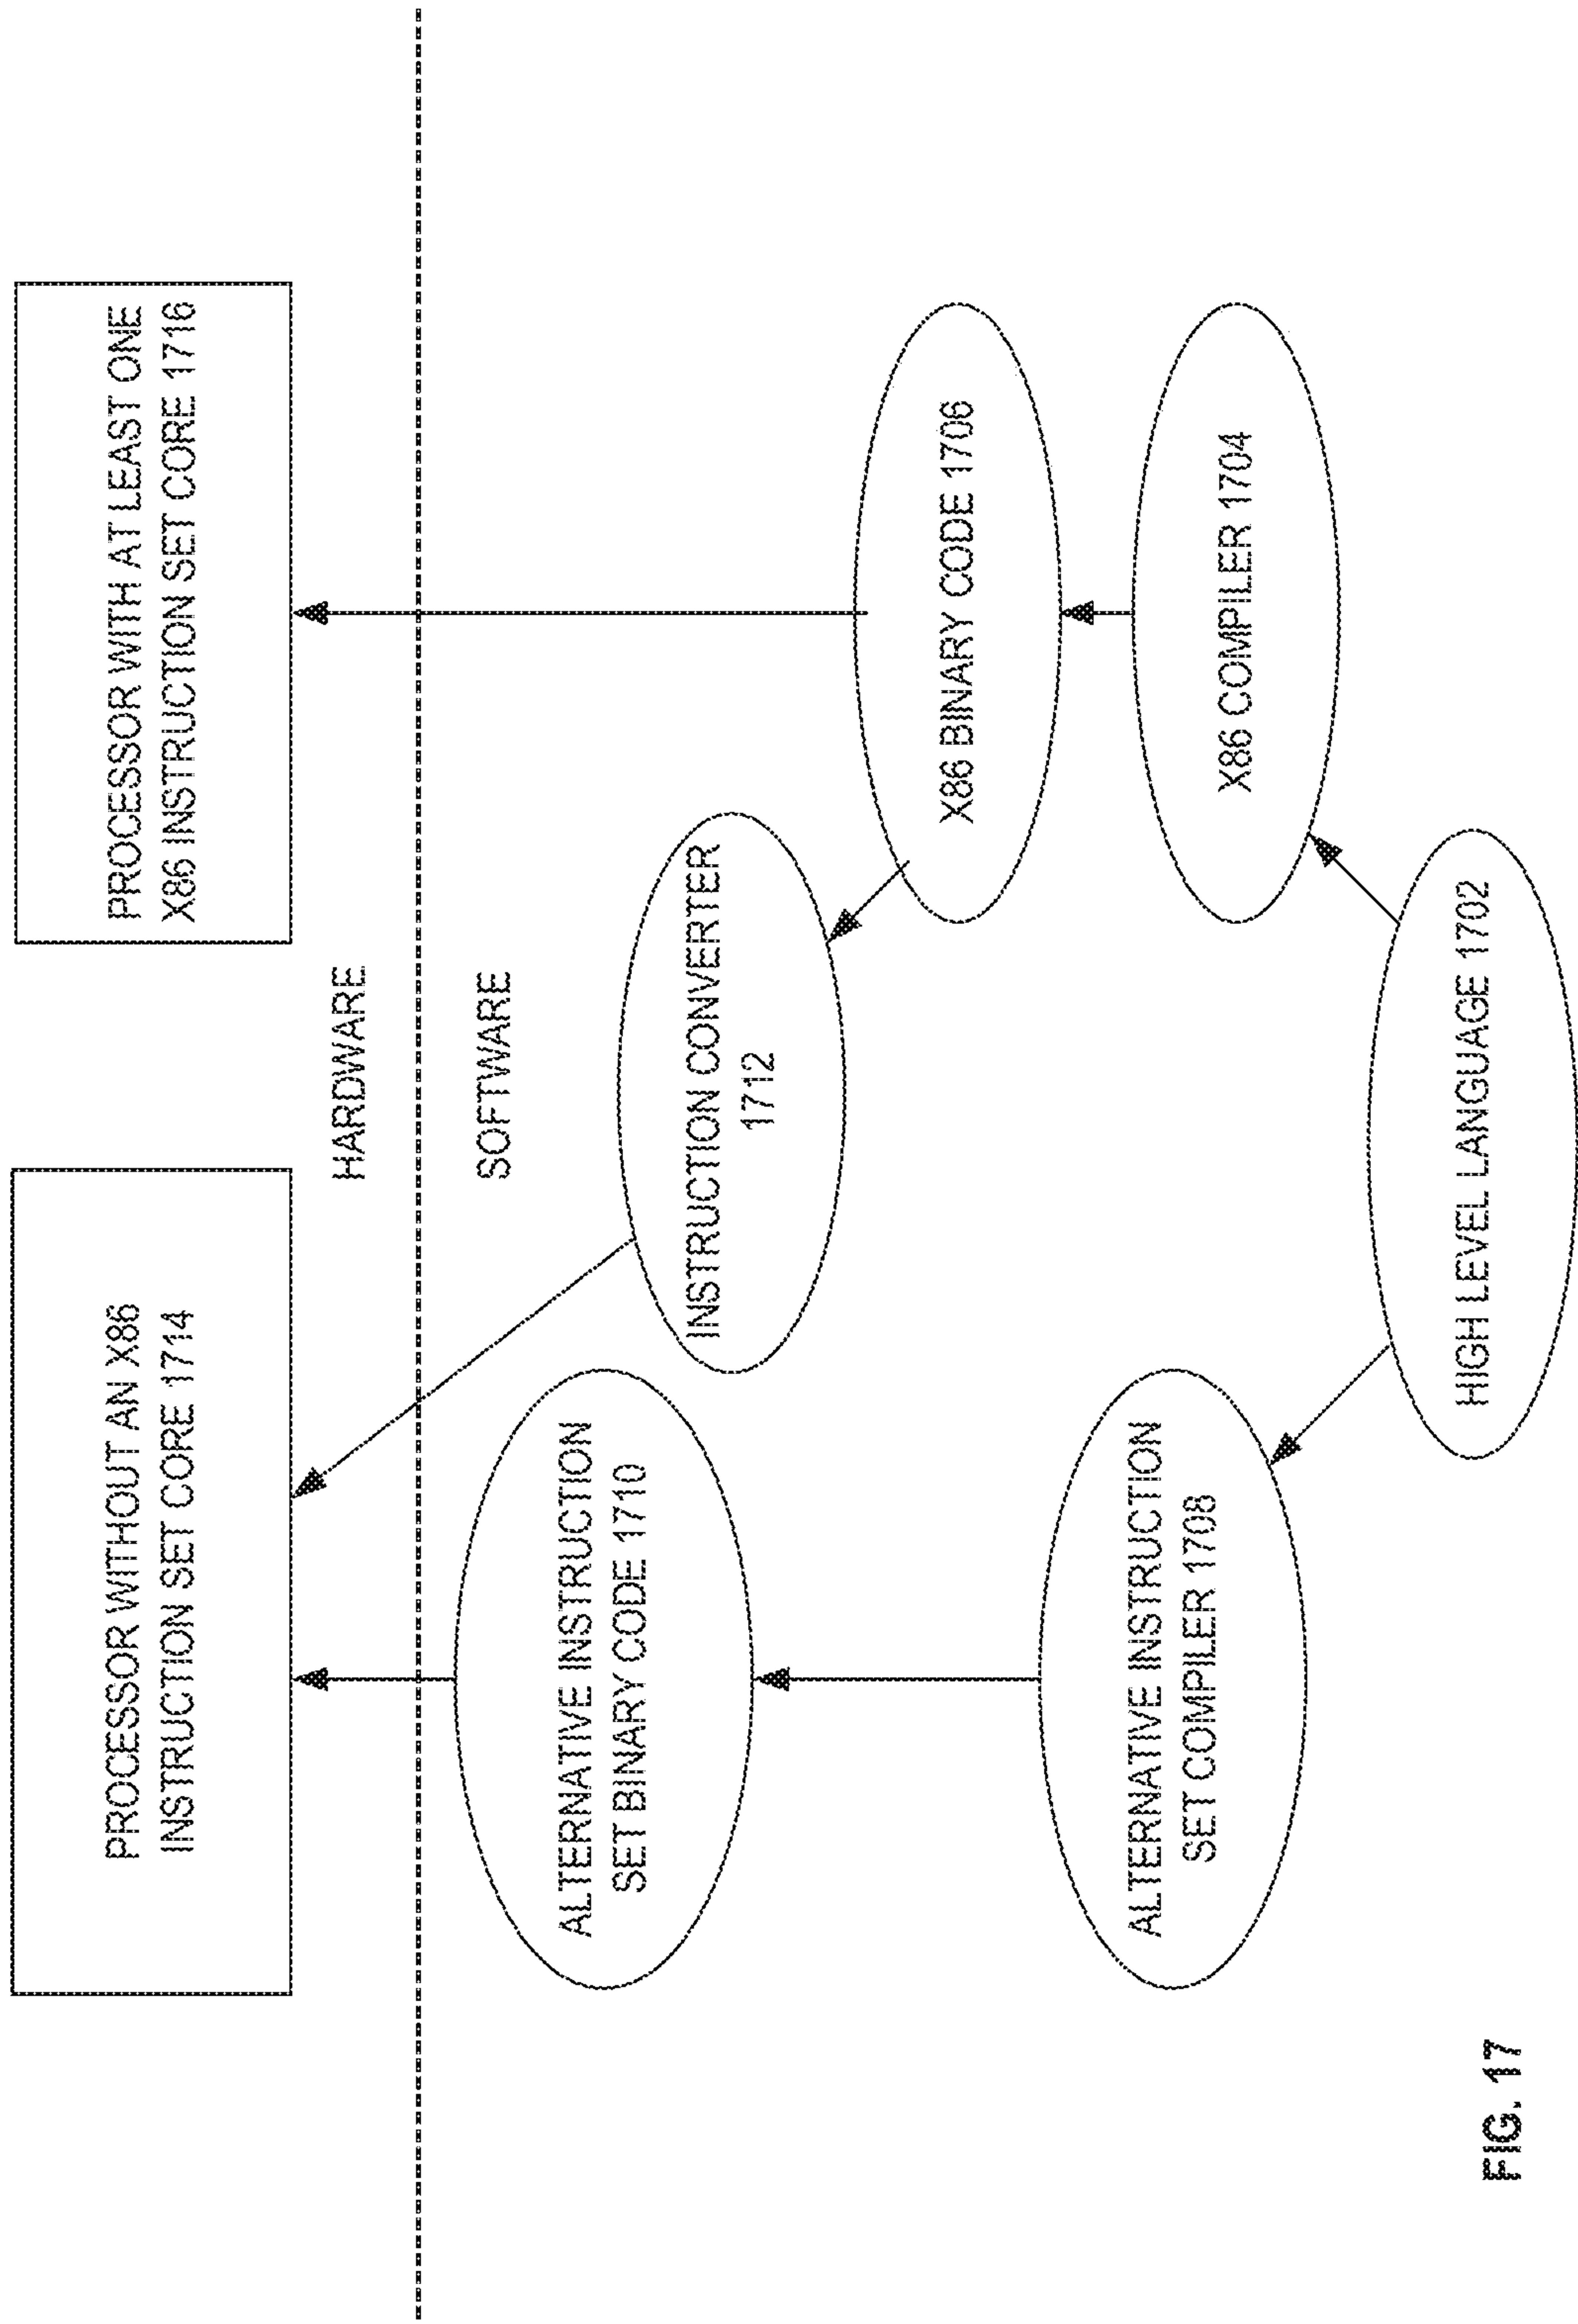 PROCESSOR WITHOUT AN X86
INSTRUCTION SET CORE 1714
PROCESSOR WITH AT LEAST ONE
X86 INSTRUCTION SET CORE 1716
HARDWARE
SOFTWARE
ALTERNATIVE INSTRUCTION
SET BINARY CODE 1710
INSTRUCTION CONVERTER
1712
X86 BINARY CODE 1706
ALTERNATIVE INSTRUCTION
SET COMPILER 1708
X86 COMPILER 1704
HIGH LEVEL LANGUAGE 1702
FIG. 17